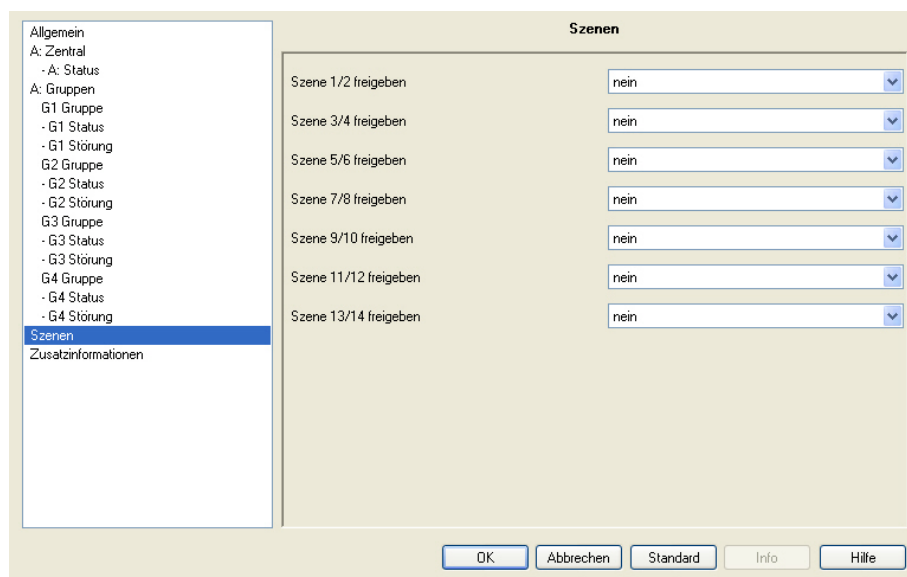 Allgemein
A: Zentral
- A: Status
A: Gruppen
G1 Gruppe
- G1 Status
- G1 Störung
G2 Gruppe
- G2 Status
- G2 Störung
G3 Gruppe
- G3 Status
- G3 Störung
G4 Gruppe
- G4 Status
- G4 Störung
Szenen
Zusatzinformationen
Szenen
Szene 1/2 freigeben nein
Szene 3/4 freigeben nein
Szene 5/6 freigeben nein
Szene 7/8 freigeben nein
Szene 9/10 freigeben nein
Szene 11/12 freigeben nein
Szene 13/14 freigeben nein
OK Abbrechen Standard Info Hilfe